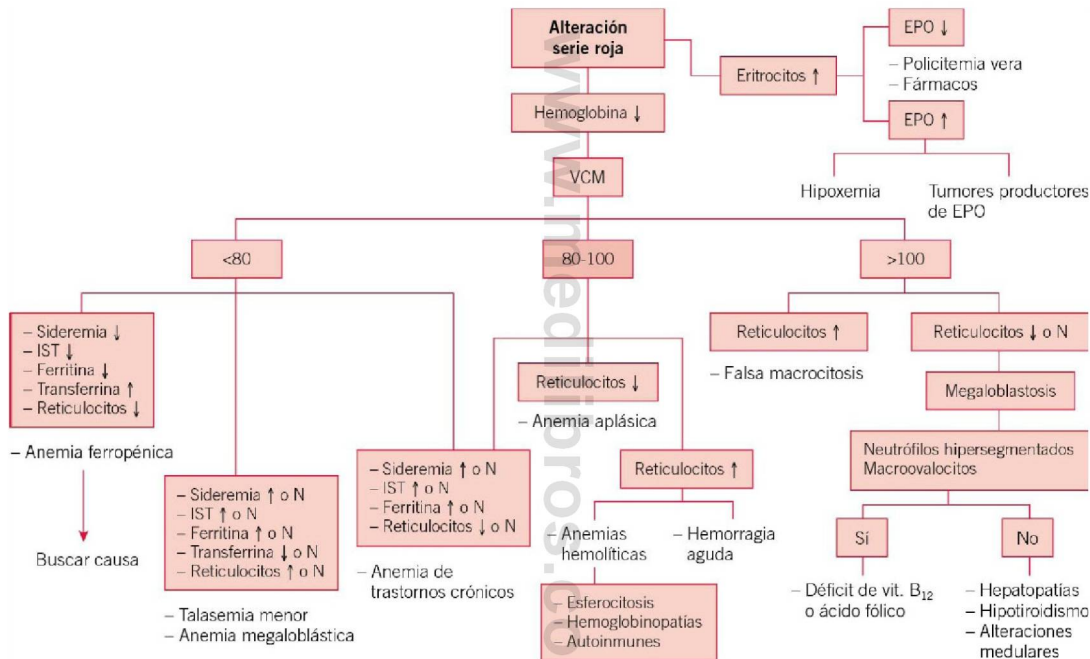 Alteración
serie roja
Eritrocitos ↑
EPO ↓
– Policitemia vera
– Fármacos
EPO ↑
Hipoxemia
Tumores productores
de EPO
Hemoglobina ↓
VCM
<80
80-100
>100
– Sideremia ↓
– IST ↓
– Ferritina ↓
– Transferrina ↑
– Reticulocitos ↓
– Anemia ferropénica
Buscar causa
– Sideremia ↑ o N
– IST ↑ o N
– Ferritina ↑ o N
– Transferrina ↓ o N
– Reticulocitos ↑ o N
– Talasemia menor
– Anemia megaloblástica
– Sideremia ↑ o N
– IST ↑ o N
– Ferritina ↑ o N
– Reticulocitos ↓ o N
– Anemia de
trastornos crónicos
Reticulocitos ↓
– Anemia aplásica
Reticulocitos ↑
– Anemias
hemolíticas
– Hemorragia
aguda
– Esferocitosis
– Hemoglobinopatías
– Autoinmunes
Reticulocitos ↑
– Falsa macrocitosis
Reticulocitos ↓ o N
Megaloblastosis
Neutrófilos hipersegmentados
Macroovalocitos
Sí
– Déficit de vit. B12
o ácido fólico
No
– Hepatopatías
– Hipotiroidismo
– Alteraciones
medulares
www.medilibros.co